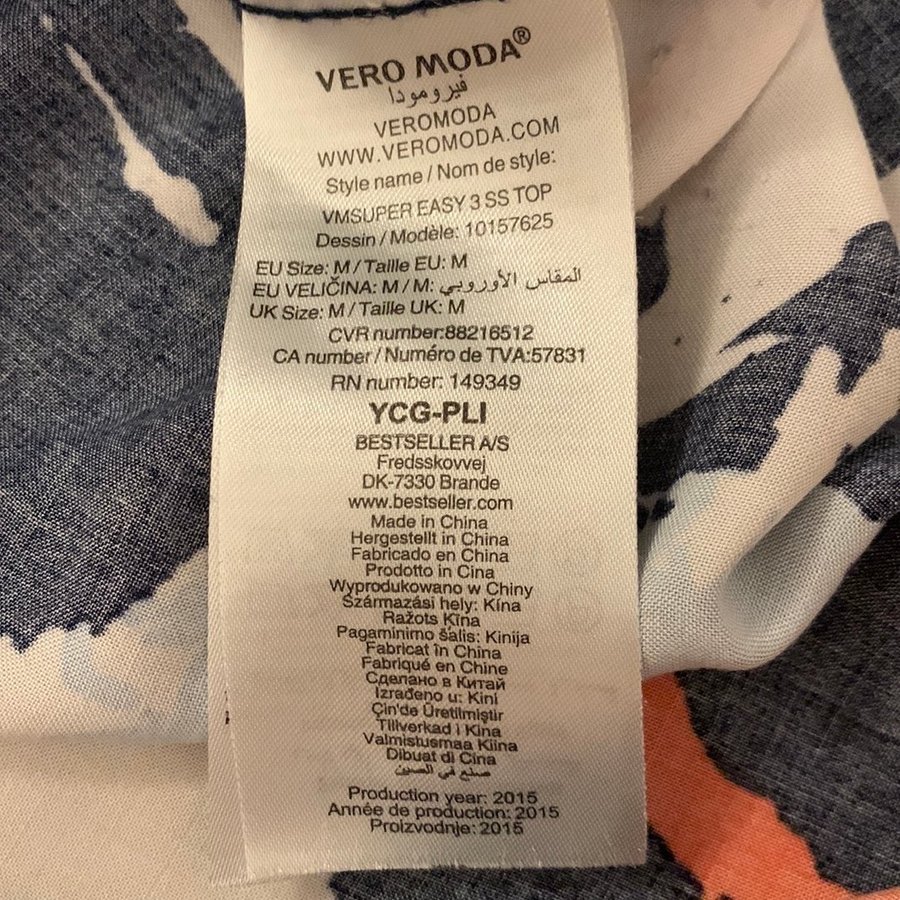 VERO MODA®
فيرومودا
VEROMODA
WWW.VEROMODA.COM
Style name / Nom de style:
VMSUPER EASY 3 SS TOP
Dessin / Modèle: 10157625
EU Size: M / Taille EU: M
EU VELIČINA: M / M: المقاس الأوروبي
UK Size: M / Taille UK: M
CVR number:88216512
CA number / Numéro de TVA:57831
RN number: 149349
YCG-PLI
BESTSELLER A/S
Fredsskovvej
DK-7330 Brande
www.bestseller.com
Made in China
Hergestellt in China
Fabricado en China
Prodotto in Cina
Wyprodukowano w Chiny
Származási hely: Kína
Ražots Ķīna
Pagaminimo šalis: Kinija
Fabricat în China
Fabriqué en Chine
Сделано в Китай
Izrađeno u: Kini
Çin'de Üretilmiştir
Tillverkad i Kina
Valmistusmaa Kiina
Dibuat di Cina
صنع في الصين
Production year: 2015
Année de production: 2015
Proizvodnje: 2015